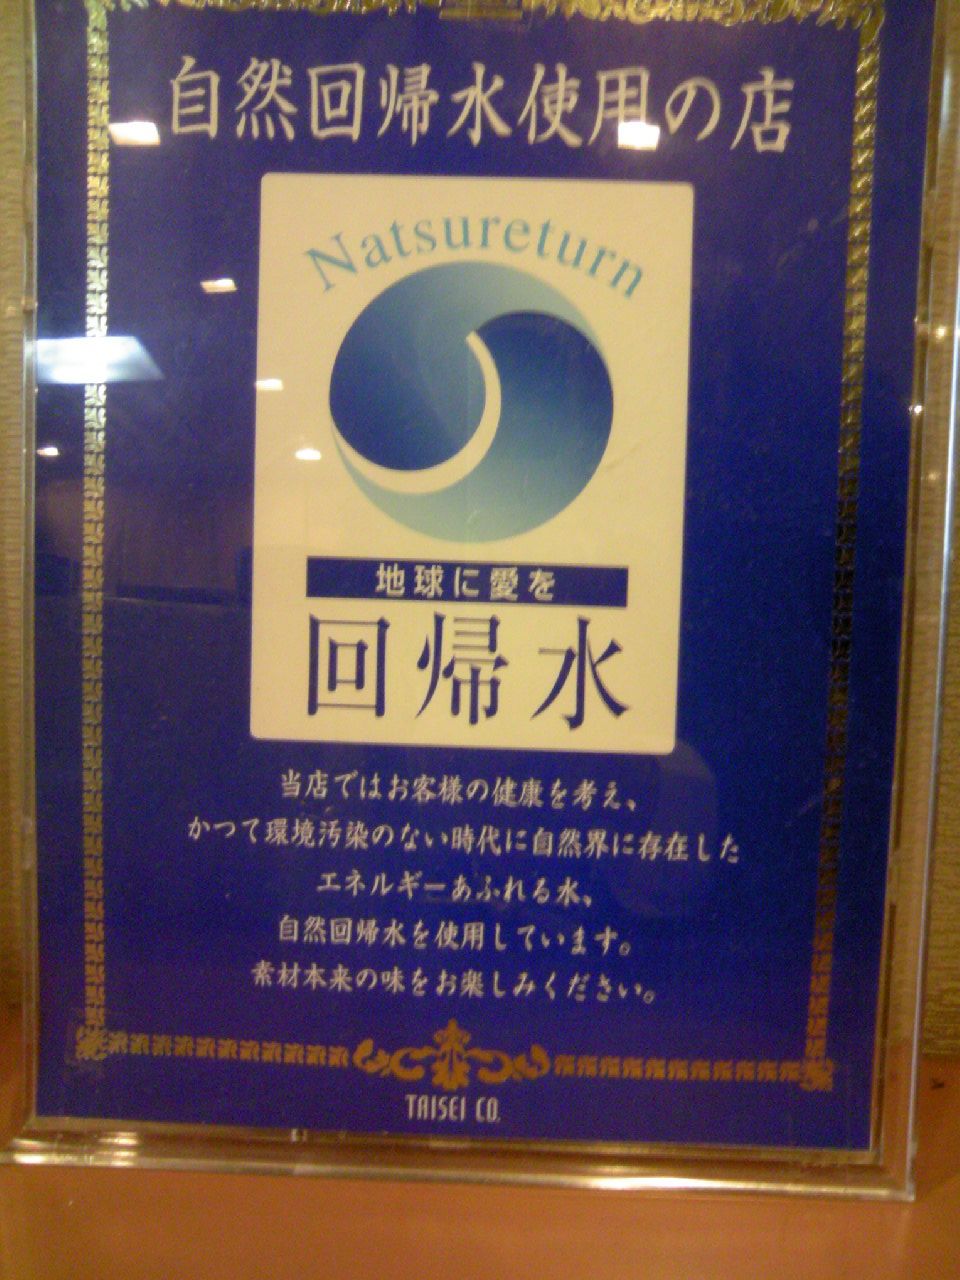 自然回帰水使用の店
Natsureturn
地球に愛を
回帰水
当店ではお客様の健康を考え、
かつて環境汚染のない時代に自然界に存在した
エネルギーあふれる水、
自然回帰水を使用しています。
素材本来の味をお楽しみください。
TAISEI CO.